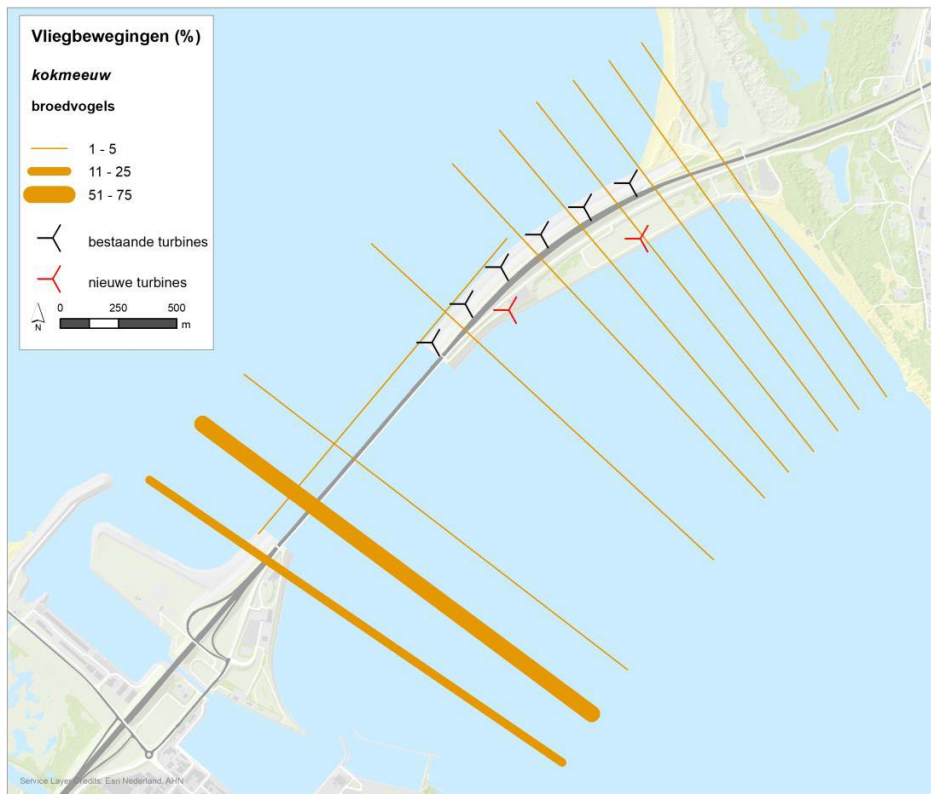 Vliegbewegingen (%)
kokmeeuw
broedvogels
1 - 5
11 - 25
51 - 75
bestaande turbines
nieuwe turbines
0 250 500
m
N
Service Layer Credits: Esri Nederland, AHN